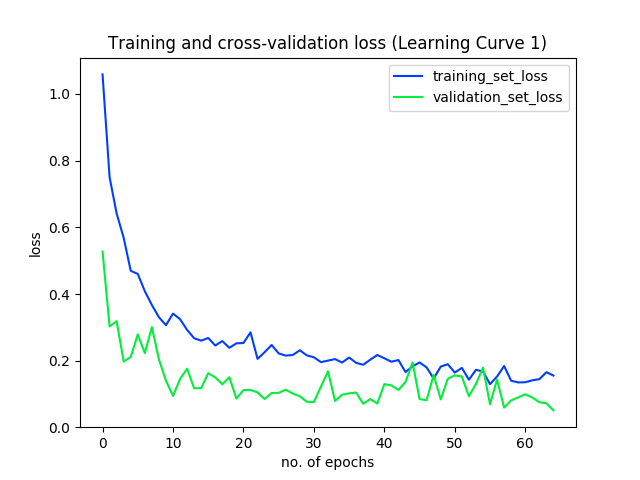 Training and cross-validation loss (Learning Curve 1)
training_set_loss
validation_set_loss
1.0
0.8
0.6
0.4
0.2
0.0
loss
0 10 20 30 40 50 60
no. of epochs